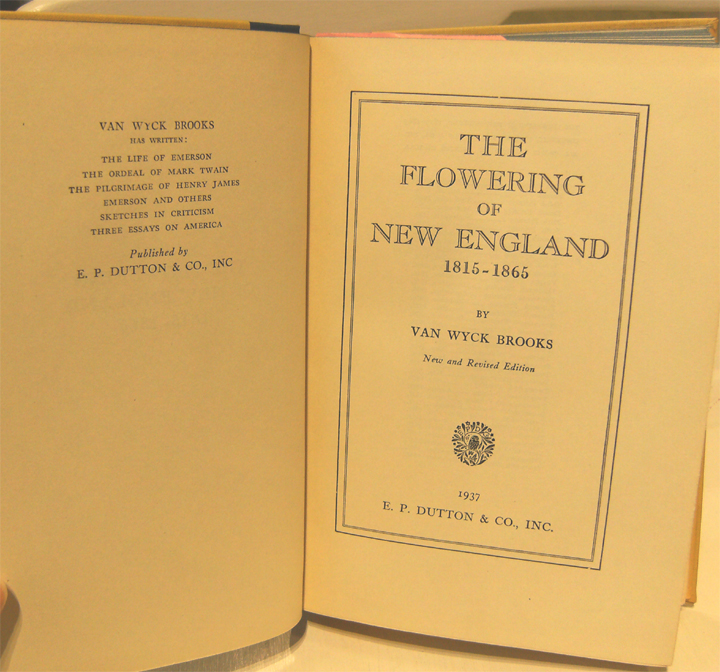 VAN WYCK BROOKS
HAS WRITTEN:
THE LIFE OF EMERSON
THE ORDEAL OF MARK TWAIN
THE PILGRIMAGE OF HENRY JAMES
EMERSON AND OTHERS
SKETCHES IN CRITICISM
THREE ESSAYS ON AMERICA
Published by
E. P. DUTTON & CO., INC
THE
FLOWERING
OF
NEW ENGLAND
1815-1865
BY
VAN WYCK BROOKS
New and Revised Edition
1937
E. P. DUTTON & CO., INC.